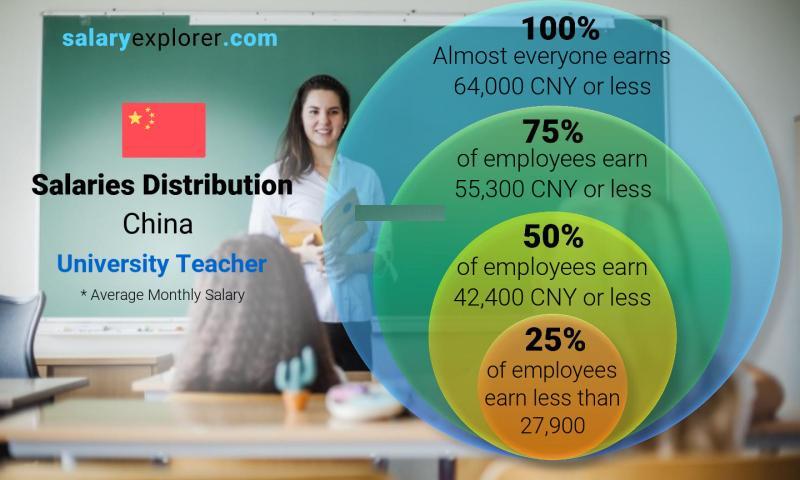 salaryexplorer.com
Salaries Distribution
China
University Teacher
* Average Monthly Salary
100%
Almost everyone earns
64,000 CNY or less
75%
of employees earn
55,300 CNY or less
50%
of employees earn
42,400 CNY or less
25%
of employees
earn less than
27,900